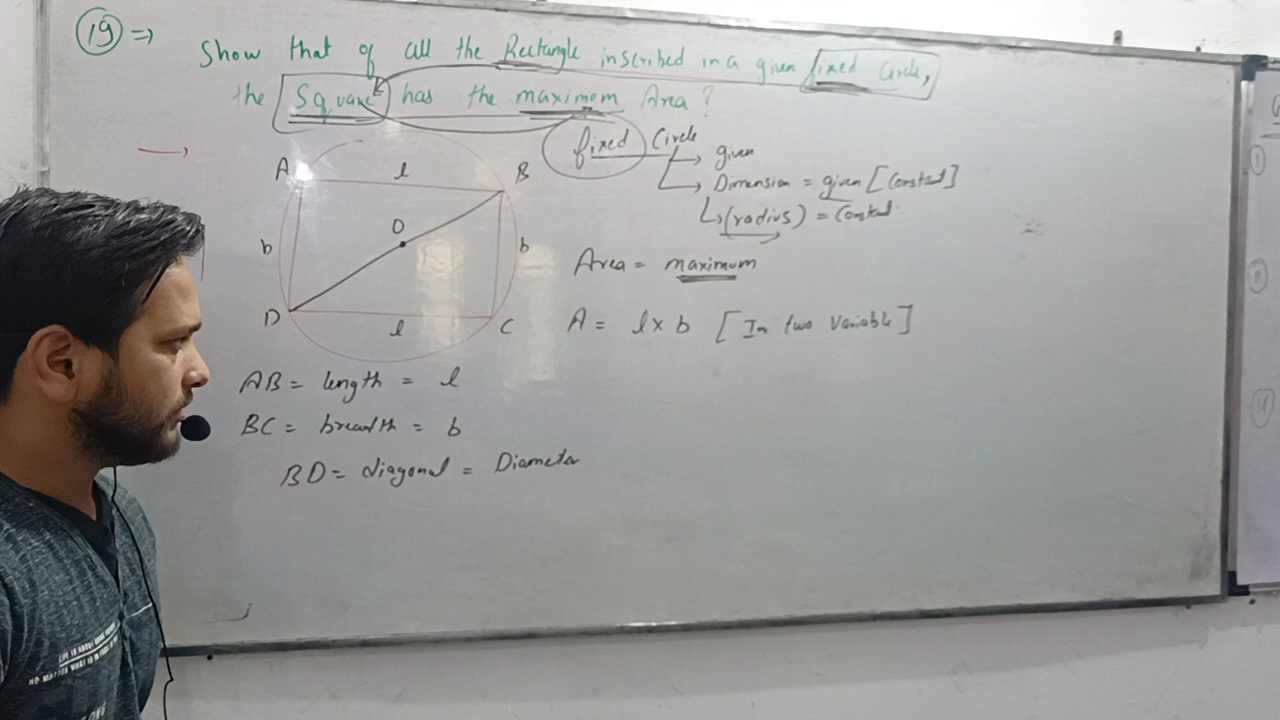 19 ⇒ Show that of all the Rectangle inscribed in a given fixed circle,
the Square has the maximum Area?
fixed Circle
→ given
→ Dimension = given [Constant]
↳ (radius) = Constant
A l B
b O b
D l C
Area = maximum
A = l × b [In two variable]
AB = length = l
BC = breadth = b
BD = diagonal = Diameter